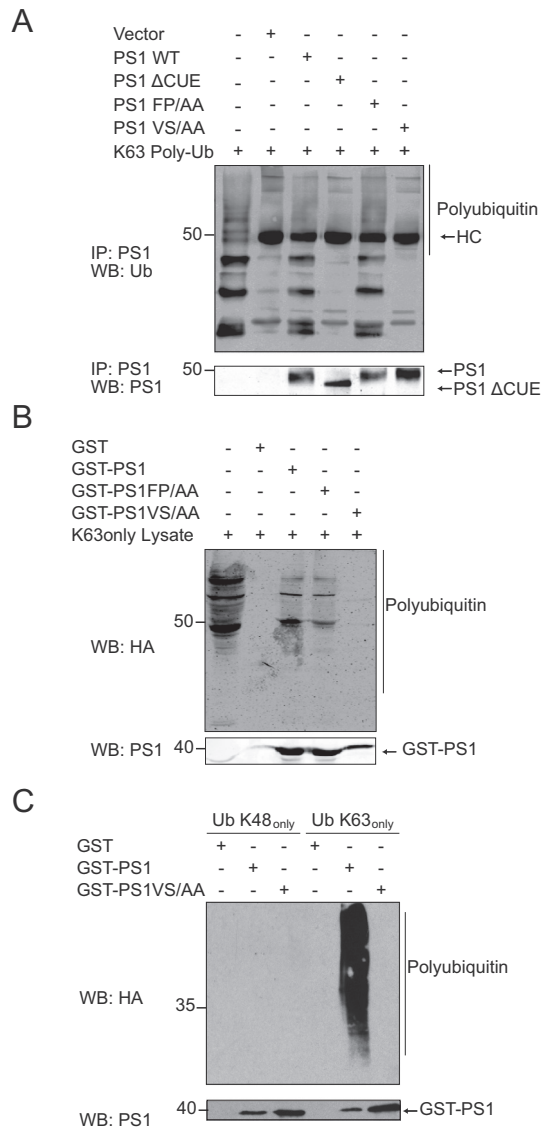 A
Vector - + - - - -
PS1 WT - - + - - -
PS1 ΔCUE - - - + - -
PS1 FP/AA - - - - + -
PS1 VS/AA - - - - - +
K63 Poly-Ub + + + + + +
Polyubiquitin
50
←HC
IP: PS1
WB: Ub
50
IP: PS1
WB: PS1
←PS1
←PS1 ΔCUE
B
GST - + - - -
GST-PS1 - - + - -
GST-PS1FP/AA - - - + -
GST-PS1VS/AA - - - - +
K63only Lysate + + + + +
Polyubiquitin
50
WB: HA
WB: PS1
40
← GST-PS1
C
Ub K48only Ub K63only
GST + - - + - -
GST-PS1 - + - - + -
GST-PS1VS/AA - - + - - +
Polyubiquitin
WB: HA
35
WB: PS1
40
←GST-PS1